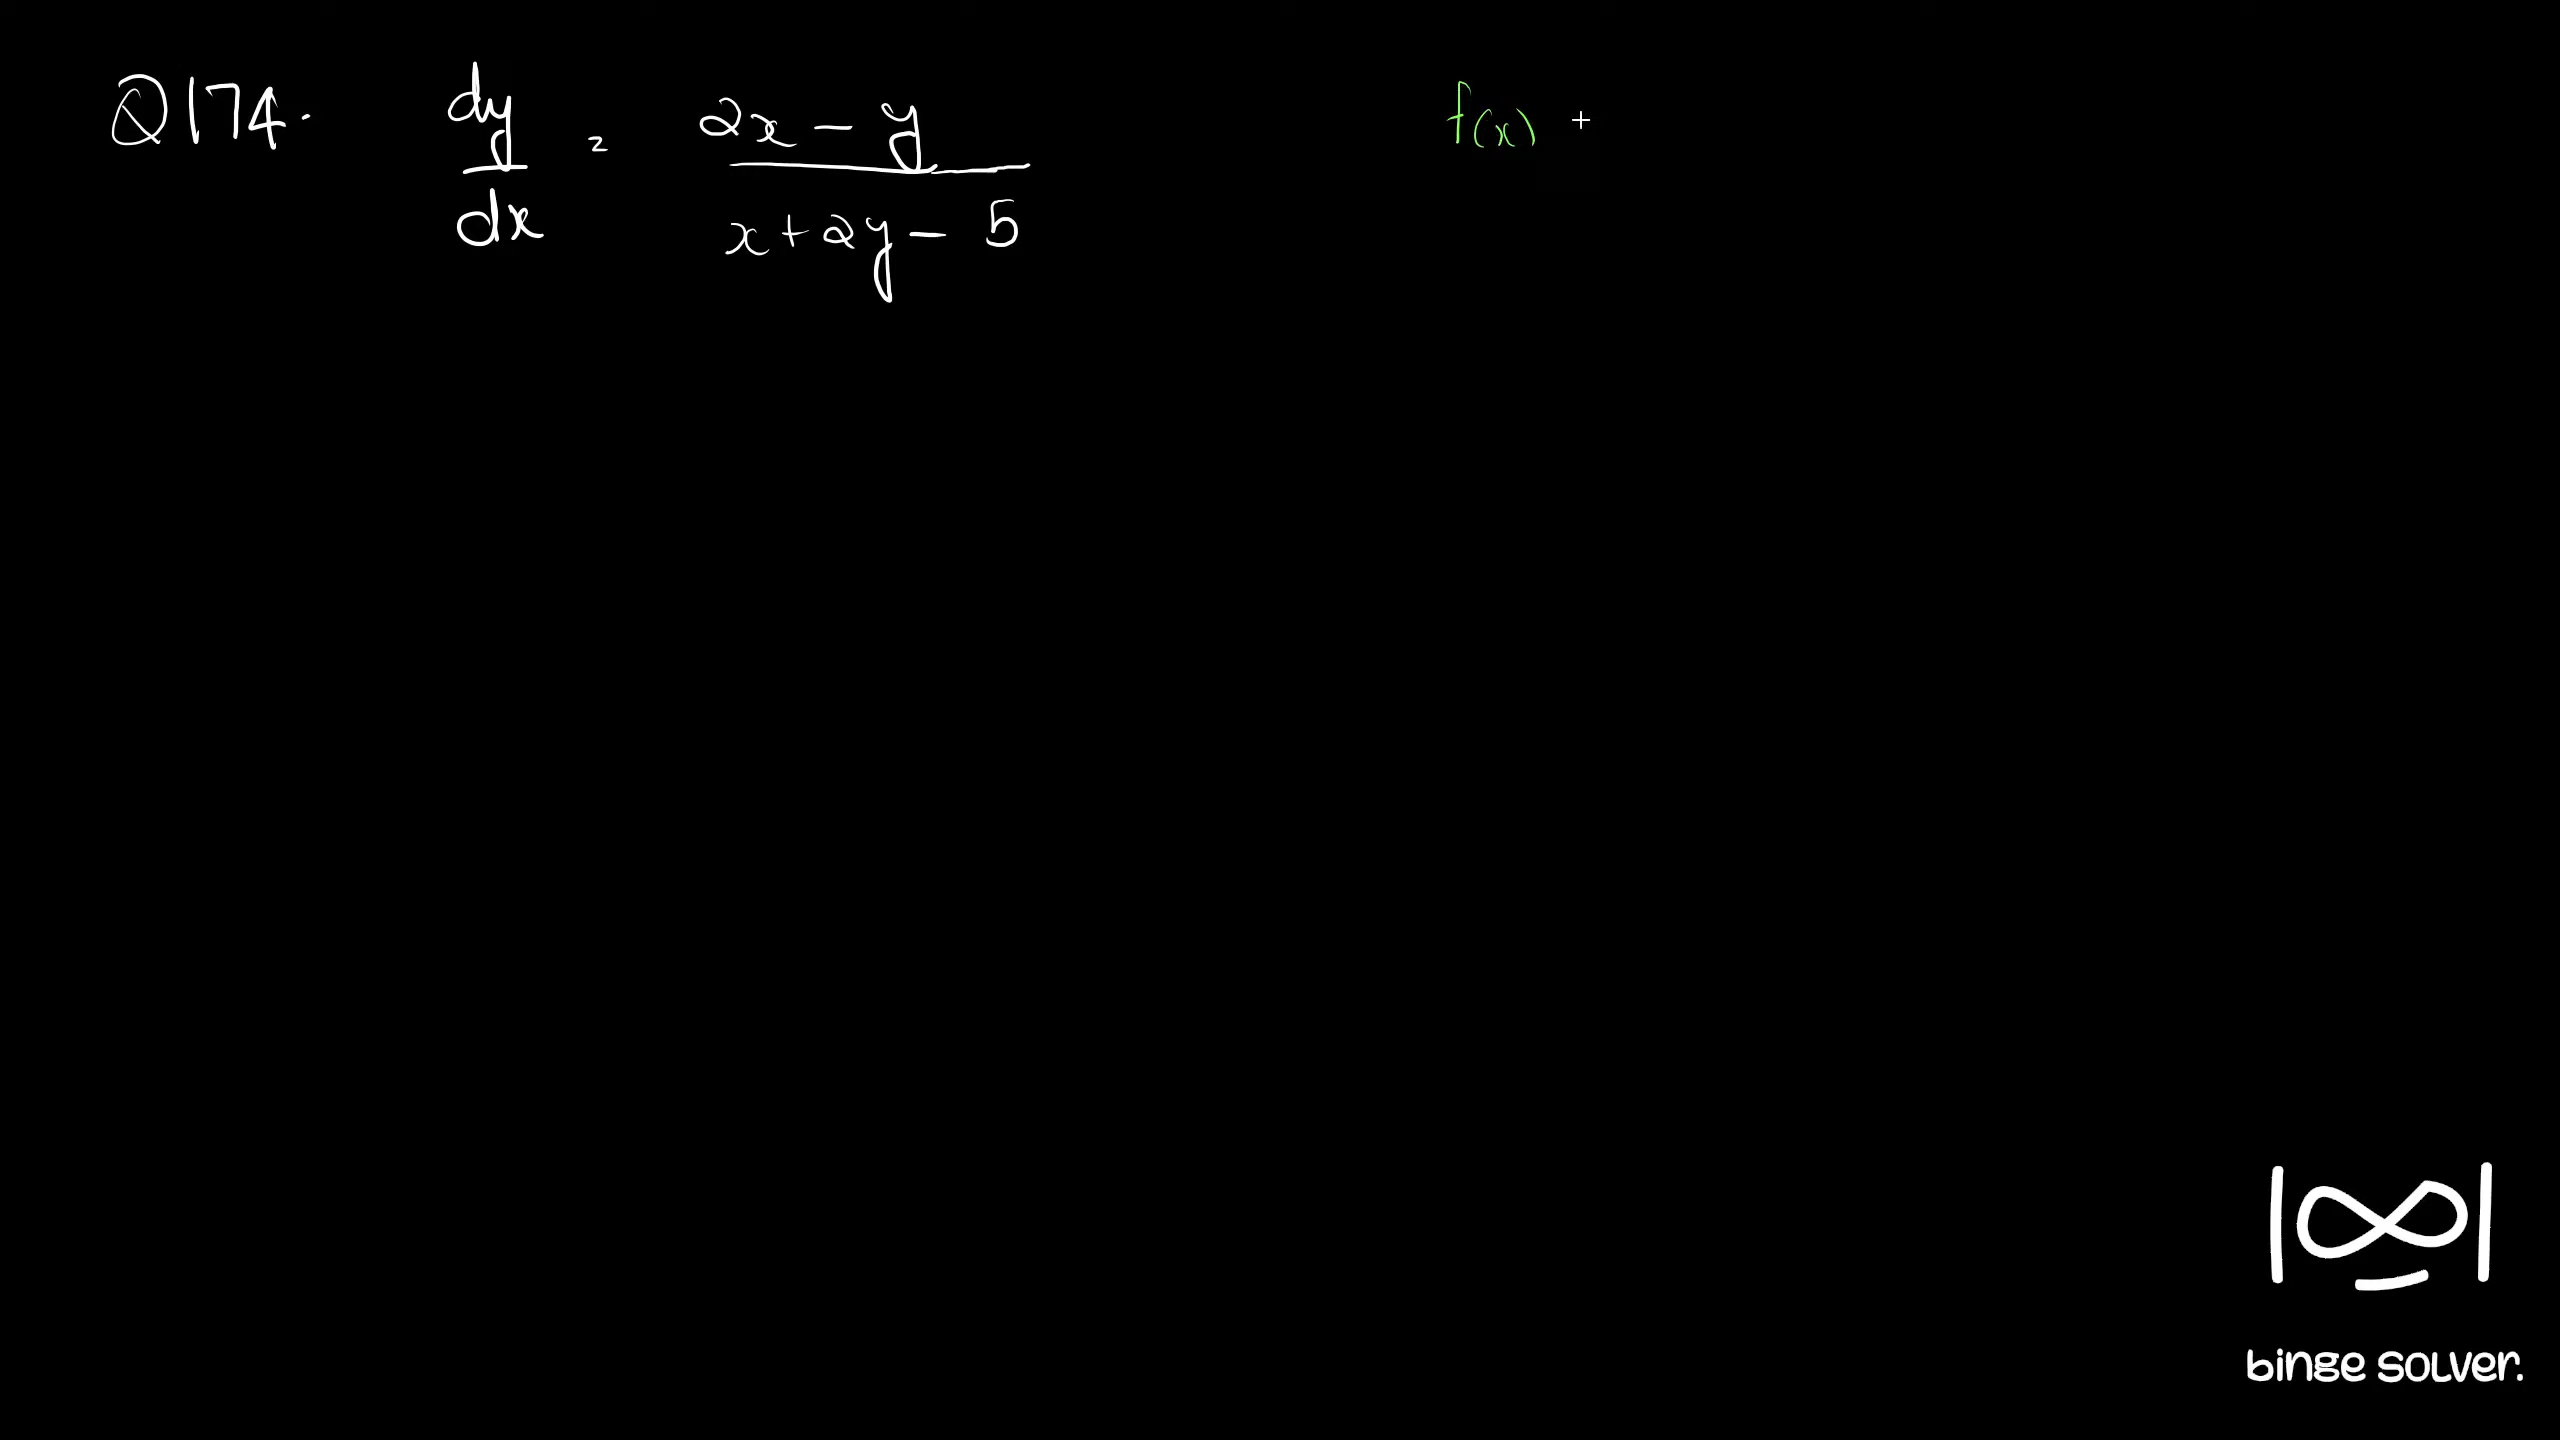 Q174. dy/dx = (2x - y)/(x + 2y - 5)
f(x)
binge solver.